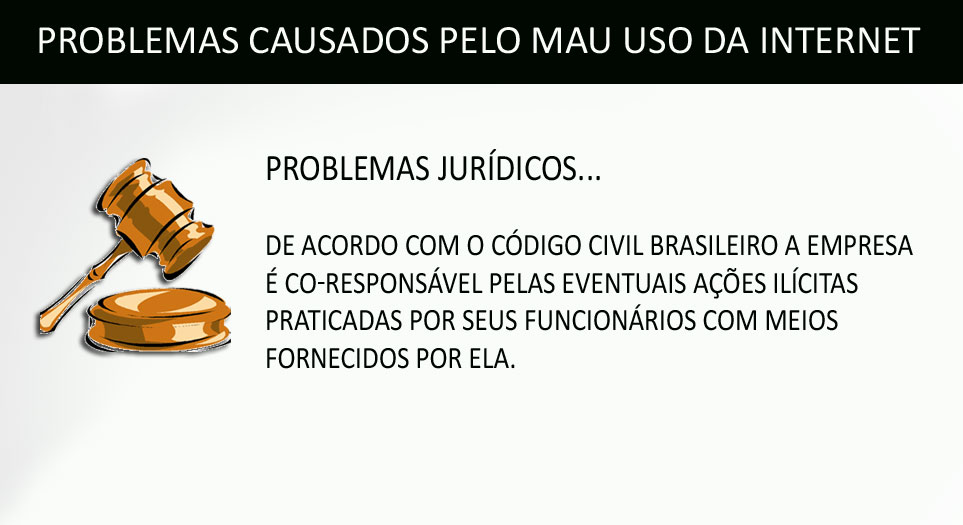 PROBLEMAS CAUSADOS PELO MAU USO DA INTERNET
PROBLEMAS JURÍDICOS...
DE ACORDO COM O CÓDIGO CIVIL BRASILEIRO A EMPRESA
É CO-RESPONSÁVEL PELAS EVENTUAIS AÇÕES ILÍCITAS
PRATICADAS POR SEUS FUNCIONÁRIOS COM MEIOS
FORNECIDOS POR ELA.